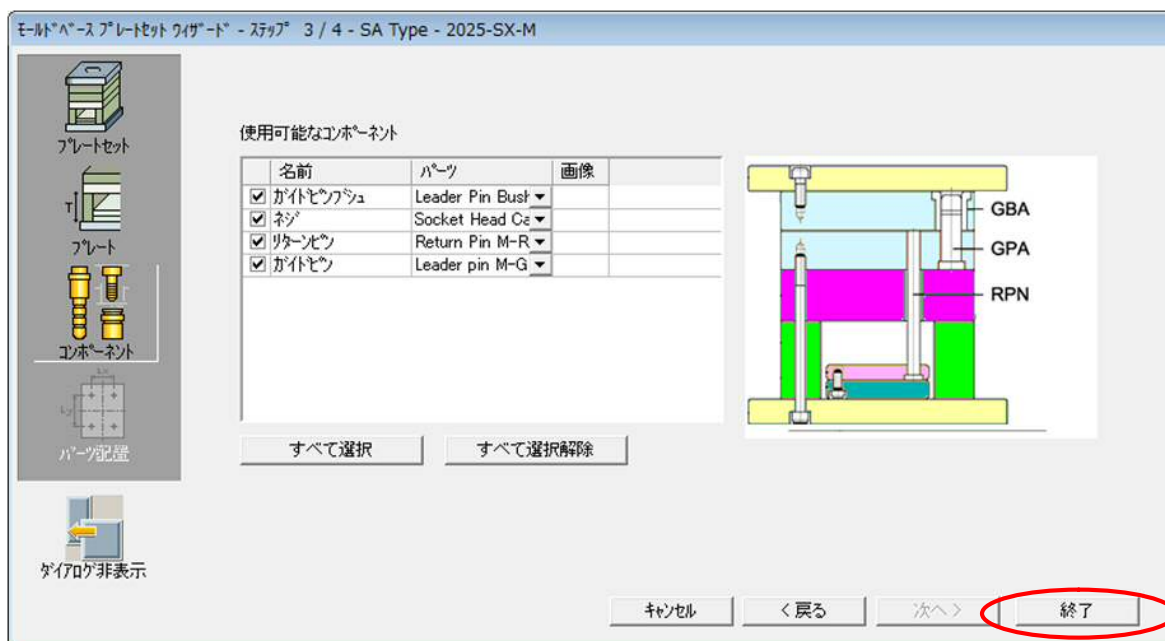 ﾓｰﾙﾄﾞﾍﾞｰｽ ﾌﾟﾚｰﾄｾｯﾄ ｳｨｻﾞｰﾄﾞ - ｽﾃｯﾌﾟ 3 / 4 - SA Type - 2025-SX-M
ﾌﾟﾚｰﾄｾｯﾄ
T
ﾌﾟﾚｰﾄ
ｺﾝﾎﾟｰﾈﾝﾄ
Lx
Ly
ﾊﾟｰﾂ配置
ﾀﾞｲｱﾛｸﾞ非表示
使用可能なｺﾝﾎﾟｰﾈﾝﾄ
名前 ﾊﾟｰﾂ 画像
ｶﾞｲﾄﾞﾋﾟﾝﾌﾞｼｭ Leader Pin Bush
ﾈｼﾞ Socket Head Ca
ﾘﾀｰﾝﾋﾟﾝ Return Pin M-R
ｶﾞｲﾄﾞﾋﾟﾝ Leader pin M-G
すべて選択 すべて選択解除
GBA
GPA
RPN
ｷｬﾝｾﾙ < 戻る 次へ > 終了